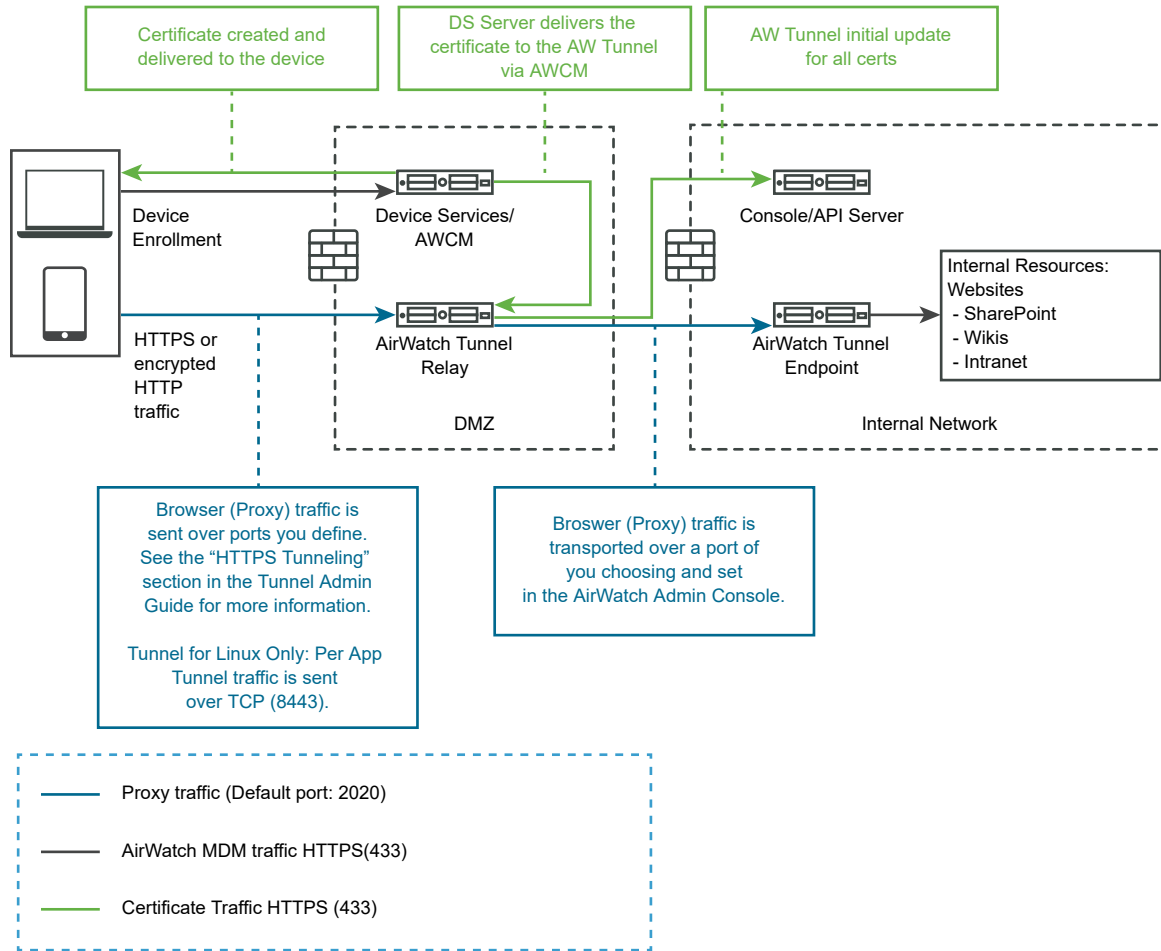 Certificate created and
delivered to the device
DS Server delivers the
certificate to the AW Tunnel
via AWCM
AW Tunnel initial update
for all certs
Device
Enrollment
Device Services/
AWCM
Console/API Server
HTTPS or
encrypted
HTTP
traffic
AirWatch Tunnel
Relay
AirWatch Tunnel
Endpoint
Internal Resources:
Websites
- SharePoint
- Wikis
- Intranet
DMZ
Internal Network
Browser (Proxy) traffic is
sent over ports you define.
See the “HTTPS Tunneling”
section in the Tunnel Admin
Guide for more information.
Tunnel for Linux Only: Per App
Tunnel traffic is sent
over TCP (8443).
Broswer (Proxy) traffic is
transported over a port of
you choosing and set
in the AirWatch Admin Console.
Proxy traffic (Default port: 2020)
AirWatch MDM traffic HTTPS(433)
Certificate Traffic HTTPS (433)